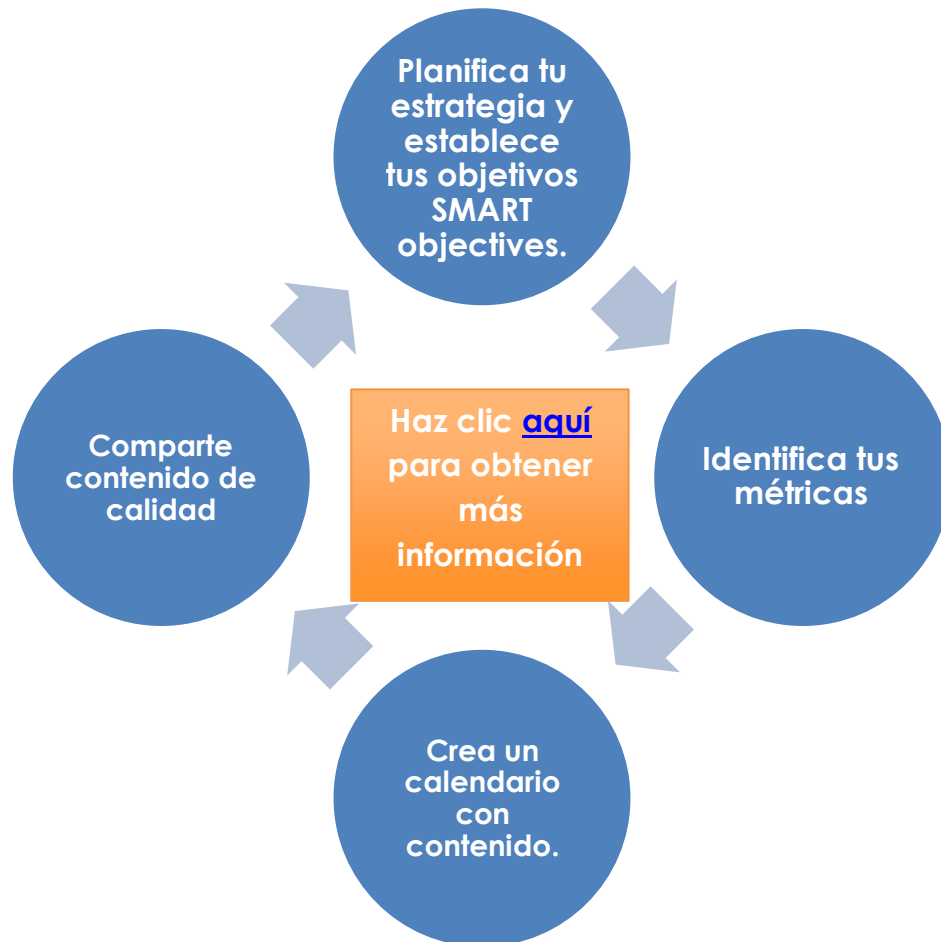 Planifica tu
estrategia y
establece
tus objetivos
SMART
objectives.
Identifica tus
métricas
Crea un
calendario
con
contenido.
Comparte
contenido de
calidad
Haz clic aquí
para obtener
más
información